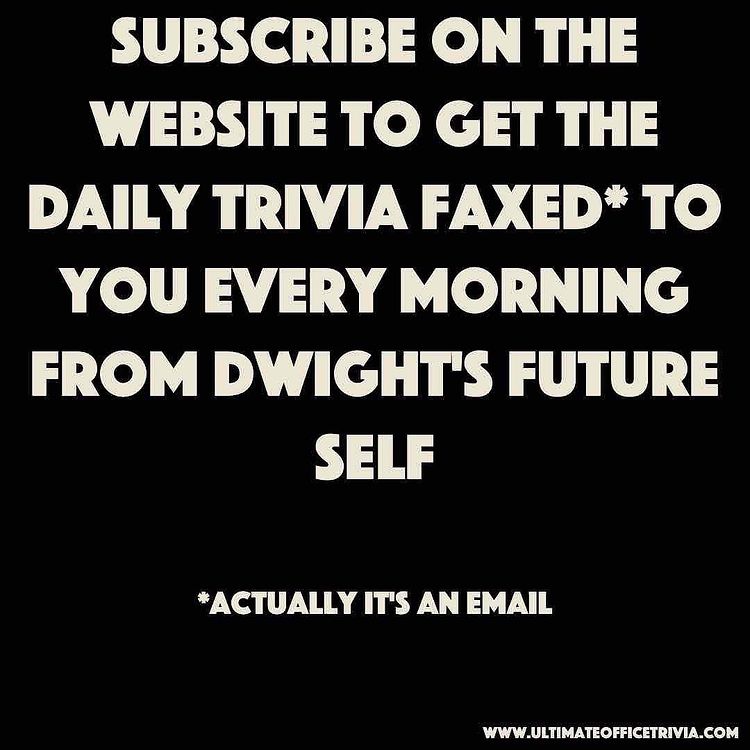 SUBSCRIBE ON THE
WEBSITE TO GET THE
DAILY TRIVIA FAXED* TO
YOU EVERY MORNING
FROM DWIGHT'S FUTURE
SELF
*ACTUALLY IT'S AN EMAIL
WWW.ULTIMATEOFFICETRIVIA.COM